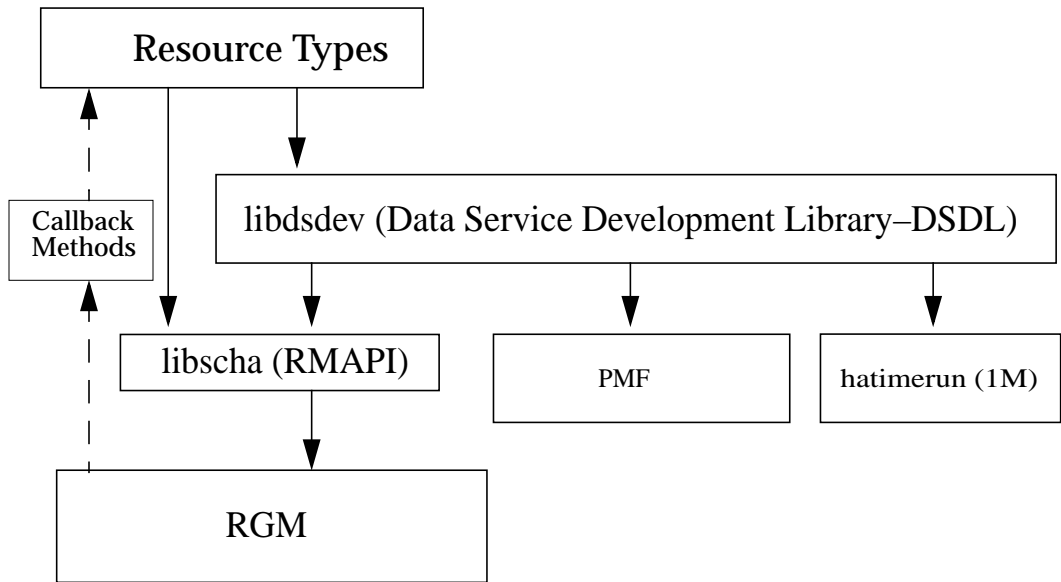 Resource Types
libdsdev (Data Service Development Library–DSDL)
Callback
Methods
libscha (RMAPI)
PMF
hatimerun (1M)
RGM